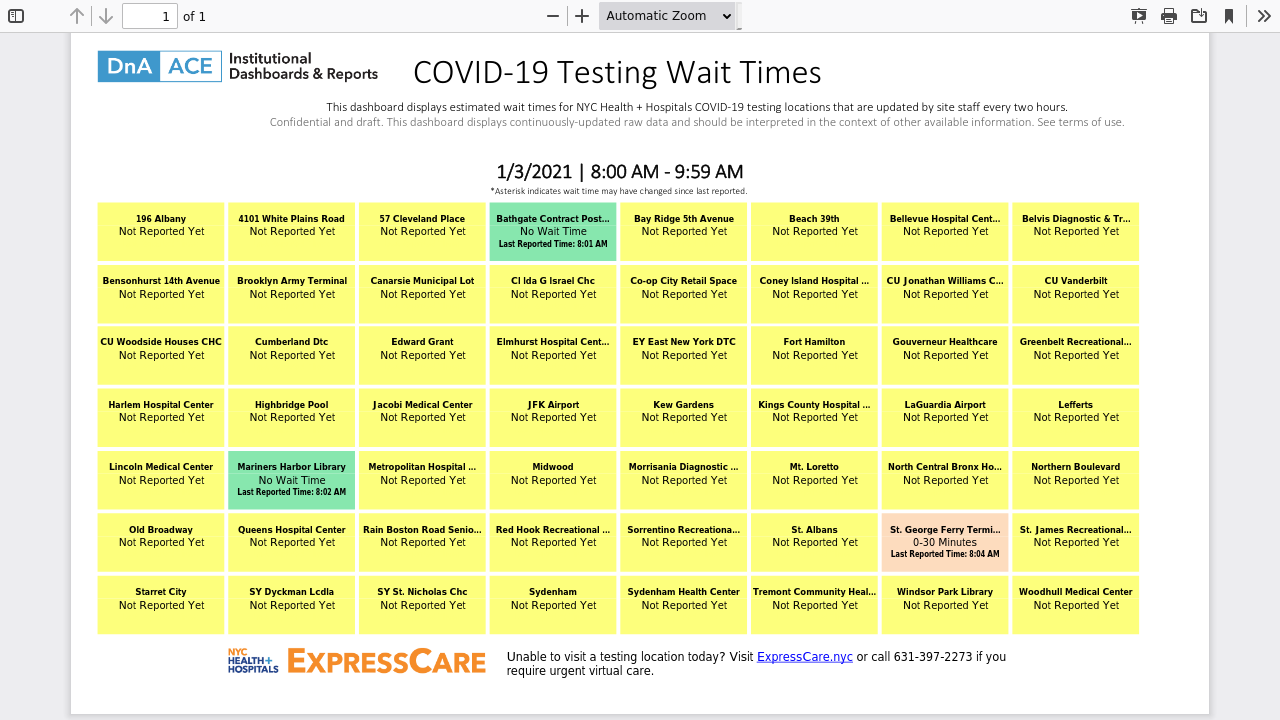 1 of 1 Automatic Zoom
DnA ACE Institutional Dashboards & Reports
COVID-19 Testing Wait Times
This dashboard displays estimated wait times for NYC Health + Hospitals COVID-19 testing locations that are updated by site staff every two hours.
Confidential and draft. This dashboard displays continuously-updated raw data and should be interpreted in the context of other available information. See terms of use.
1/3/2021 | 8:00 AM - 9:59 AM
*Asterisk indicates wait time may have changed since last reported.
196 Albany
Not Reported Yet
4101 White Plains Road
Not Reported Yet
57 Cleveland Place
Not Reported Yet
Bathgate Contract Post...
No Wait Time
Last Reported Time: 8:01 AM
Bay Ridge 5th Avenue
Not Reported Yet
Beach 39th
Not Reported Yet
Bellevue Hospital Cent...
Not Reported Yet
Belvis Diagnostic & Tr...
Not Reported Yet
Bensonhurst 14th Avenue
Not Reported Yet
Brooklyn Army Terminal
Not Reported Yet
Canarsie Municipal Lot
Not Reported Yet
CI Ida G Israel Chc
Not Reported Yet
Co-op City Retail Space
Not Reported Yet
Coney Island Hospital ...
Not Reported Yet
CU Jonathan Williams C...
Not Reported Yet
CU Vanderbilt
Not Reported Yet
CU Woodside Houses CHC
Not Reported Yet
Cumberland Dtc
Not Reported Yet
Edward Grant
Not Reported Yet
Elmhurst Hospital Cent...
Not Reported Yet
EY East New York DTC
Not Reported Yet
Fort Hamilton
Not Reported Yet
Gouverneur Healthcare
Not Reported Yet
Greenbelt Recreational...
Not Reported Yet
Harlem Hospital Center
Not Reported Yet
Highbridge Pool
Not Reported Yet
Jacobi Medical Center
Not Reported Yet
JFK Airport
Not Reported Yet
Kew Gardens
Not Reported Yet
Kings County Hospital ...
Not Reported Yet
LaGuardia Airport
Not Reported Yet
Lefferts
Not Reported Yet
Lincoln Medical Center
Not Reported Yet
Mariners Harbor Library
No Wait Time
Last Reported Time: 8:02 AM
Metropolitan Hospital ...
Not Reported Yet
Midwood
Not Reported Yet
Morrisania Diagnostic ...
Not Reported Yet
Mt. Loretto
Not Reported Yet
North Central Bronx Ho...
Not Reported Yet
Northern Boulevard
Not Reported Yet
Old Broadway
Not Reported Yet
Queens Hospital Center
Not Reported Yet
Rain Boston Road Senio...
Not Reported Yet
Red Hook Recreational ...
Not Reported Yet
Sorrentino Recreationa...
Not Reported Yet
St. Albans
Not Reported Yet
St. George Ferry Termi...
0-30 Minutes
Last Reported Time: 8:04 AM
St. James Recreational...
Not Reported Yet
Starret City
Not Reported Yet
SY Dyckman Lcdla
Not Reported Yet
SY St. Nicholas Chc
Not Reported Yet
Sydenham
Not Reported Yet
Sydenham Health Center
Not Reported Yet
Tremont Community Heal...
Not Reported Yet
Windsor Park Library
Not Reported Yet
Woodhull Medical Center
Not Reported Yet
NYC
HEALTH+
HOSPITALS
EXPRESSCARE
Unable to visit a testing location today? Visit ExpressCare.nyc or call 631-397-2273 if you
require urgent virtual care.